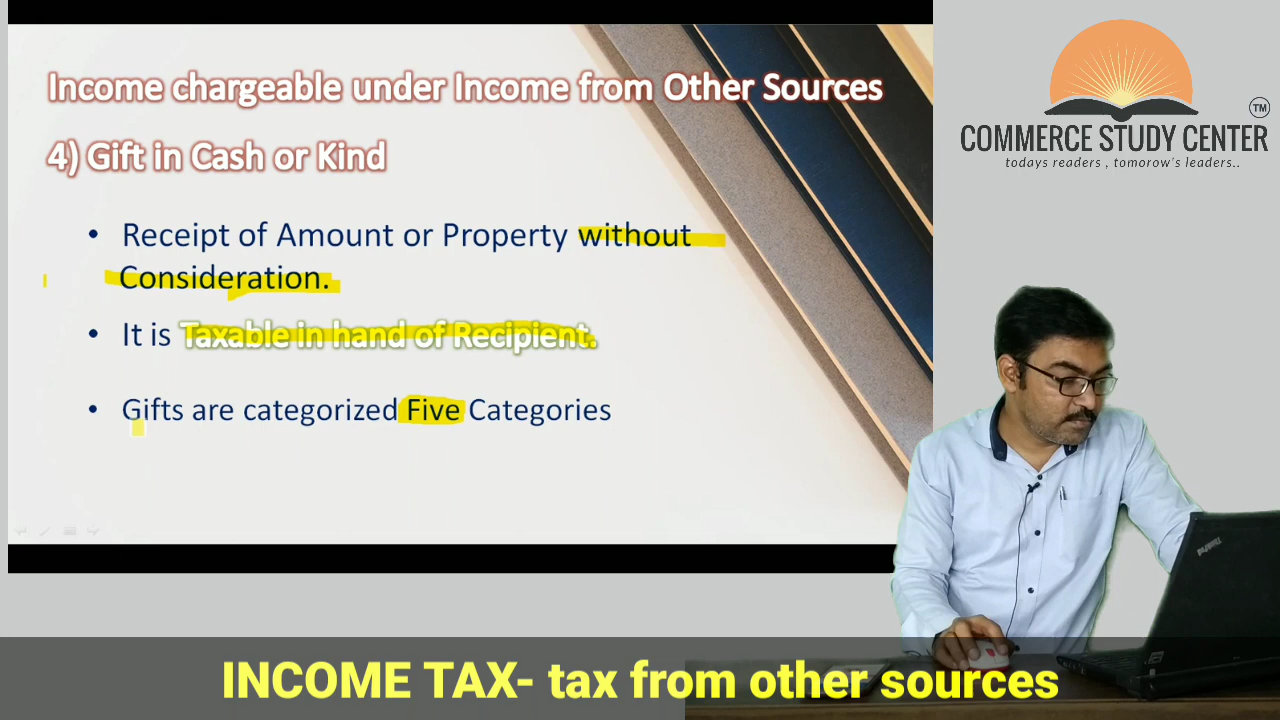 Income chargeable under Income from Other Sources
4) Gift in Cash or Kind
• Receipt of Amount or Property without
Consideration.
• It is Taxable in hand of Recipient.
• Gifts are categorized Five Categories
TM
COMMERCE STUDY CENTER
todays readers , tomorow's leaders..
ThinkPad
INCOME TAX- tax from other sources